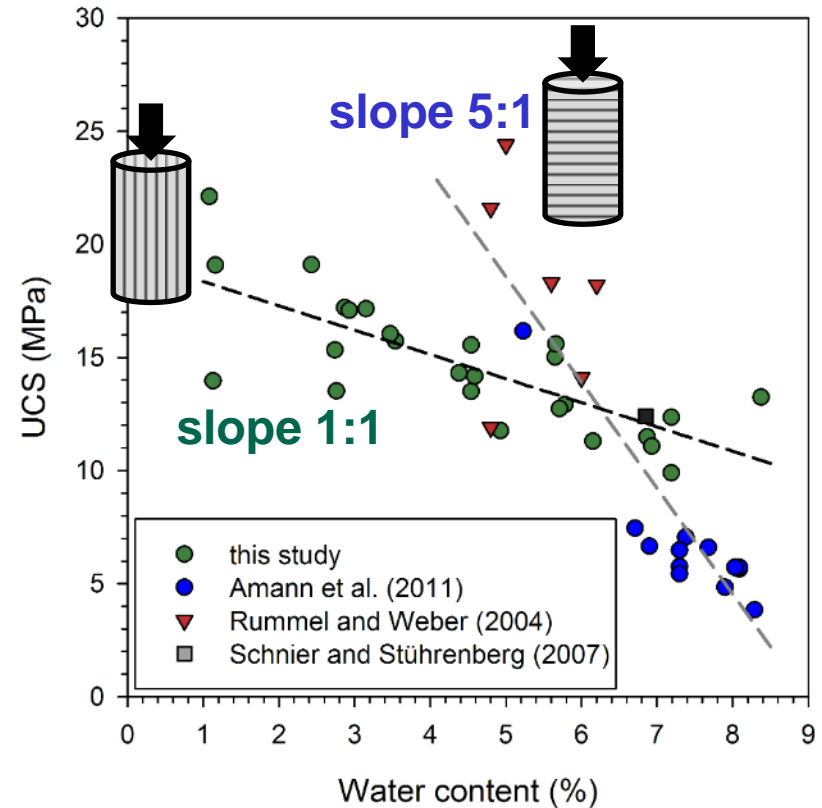 30
25
20
15
10
5
0
UCS (MPa)
slope 5:1
slope 1:1
this study
Amann et al. (2011)
Rummel and Weber (2004)
Schnier and Stührenberg (2007)
0 1 2 3 4 5 6 7 8 9
Water content (%)